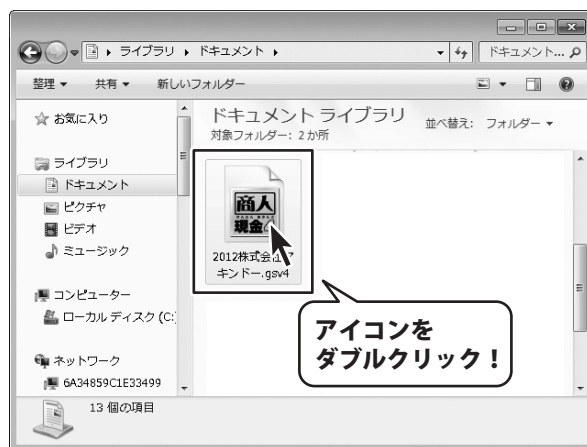 ライブラリ ▸ ドキュメント ▸
ドキュメント...
整理 ▼ 共有 ▼ 新しいフォルダー
お気に入り
ライブラリ
ドキュメント
ピクチャ
ビデオ
ミュージック
コンピューター
ローカル ディスク (C:
ネットワーク
6A34859C1E33499
ドキュメント ライブラリ
対象フォルダー: 2 か所
並べ替え: フォルダー ▼
商人
現金
2012株式会社ア
キンドー.gsv4
アイコンを
ダブルクリック！
13 個の項目